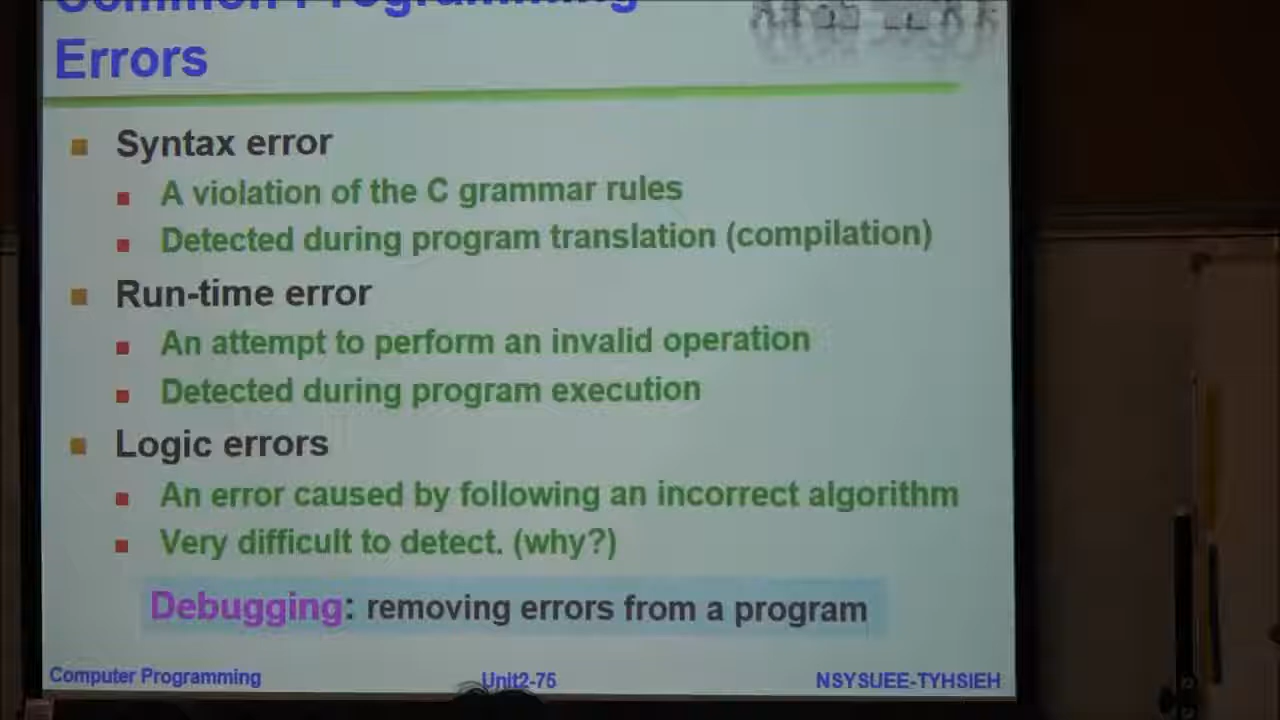 Common Programming
Errors
Syntax error
A violation of the C grammar rules
Detected during program translation (compilation)
Run-time error
An attempt to perform an invalid operation
Detected during program execution
Logic errors
An error caused by following an incorrect algorithm
Very difficult to detect. (why?)
Debugging: removing errors from a program
Computer Programming Unit2-75 NSYSUEE-TYHSIEH